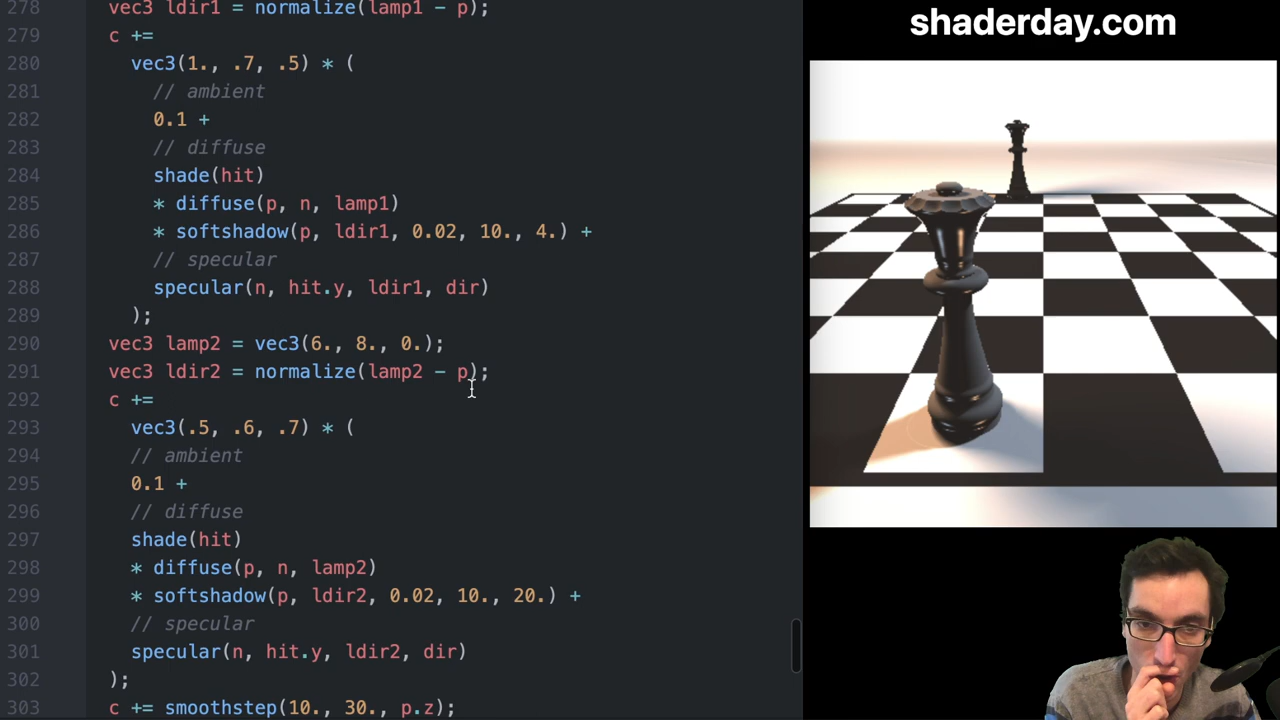 278 vec3 ldir1 = normalize(lamp1 - p);
279 c +=
280 vec3(1., .7, .5) * (
281 // ambient
282 0.1 +
283 // diffuse
284 shade(hit)
285 * diffuse(p, n, lamp1)
286 * softshadow(p, ldir1, 0.02, 10., 4.) +
287 // specular
288 specular(n, hit.y, ldir1, dir)
289 );
290 vec3 lamp2 = vec3(6., 8., 0.);
291 vec3 ldir2 = normalize(lamp2 - p);
292 c +=
293 vec3(.5, .6, .7) * (
294 // ambient
295 0.1 +
296 // diffuse
297 shade(hit)
298 * diffuse(p, n, lamp2)
299 * softshadow(p, ldir2, 0.02, 10., 20.) +
300 // specular
301 specular(n, hit.y, ldir2, dir)
302 );
303 c += smoothstep(10., 30., p.z);
shaderday.com